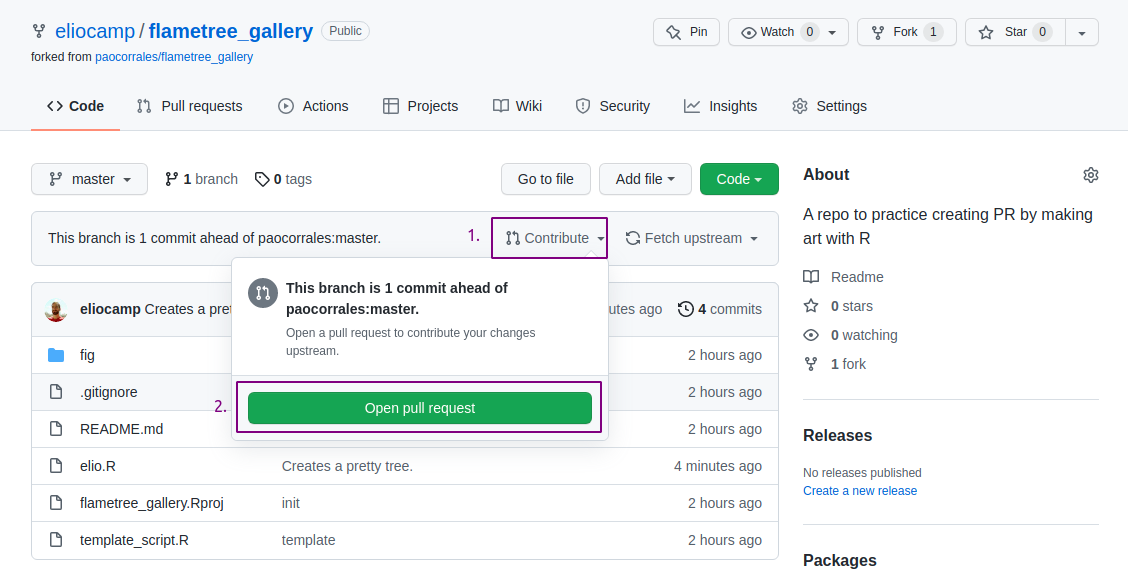 eliocamp / flametree_gallery Public
Pin
Watch 0
Fork 1
Star 0
forked from paocorrales/flametree_gallery
Code
Pull requests
Actions
Projects
Wiki
Security
Insights
Settings
master
1 branch
0 tags
Go to file
Add file
Code
This branch is 1 commit ahead of paocorrales:master.
1.
Contribute
Fetch upstream
This branch is 1 commit ahead of
paocorrales:master.
Open a pull request to contribute your changes
upstream.
2.
Open pull request
eliocamp Creates a pre
utes ago
4 commits
fig
2 hours ago
.gitignore
2 hours ago
README.md
2 hours ago
elio.R
Creates a pretty tree.
4 minutes ago
flametree_gallery.Rproj
init
2 hours ago
template_script.R
template
2 hours ago
About
A repo to practice creating PR by making
art with R
Readme
0 stars
0 watching
1 fork
Releases
No releases published
Create a new release
Packages